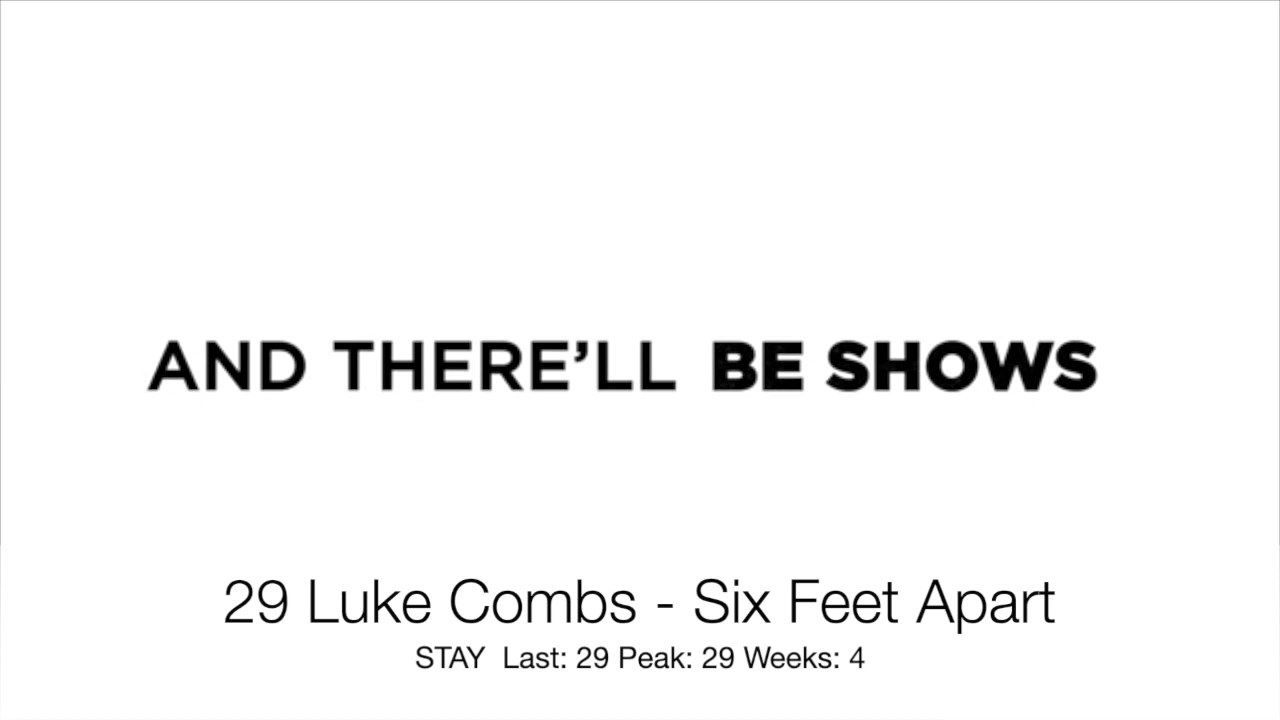 AND THERE’LL BE SHOWS
29 Luke Combs - Six Feet Apart
STAY  Last: 29 Peak: 29 Weeks: 4